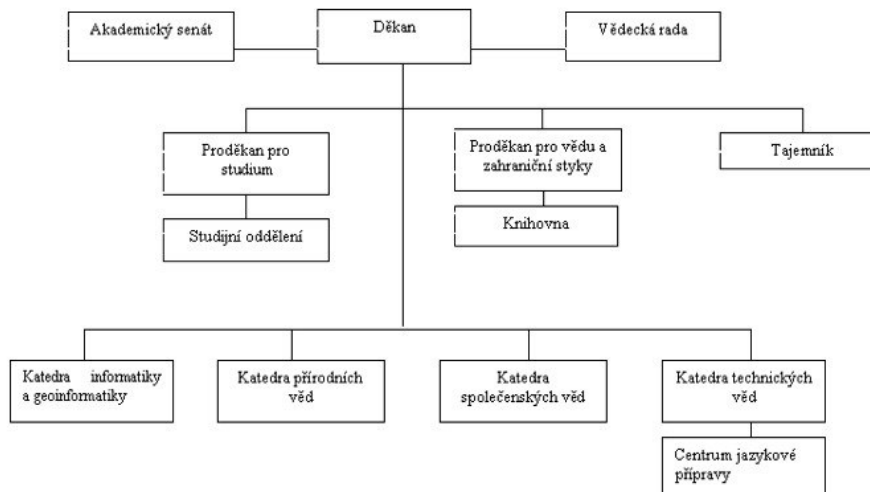 Akademický senát
Děkan
Vědecká rada
Proděkan pro
studium
Proděkan pro vědu a
zahraniční styky
Tajemník
Studijní oddělení
Knihovna
Katedra informatiky
a geoinformatiky
Katedra přírodních
věd
Katedra
společenských věd
Katedra technických
věd
Centrum jazykové
přípravy